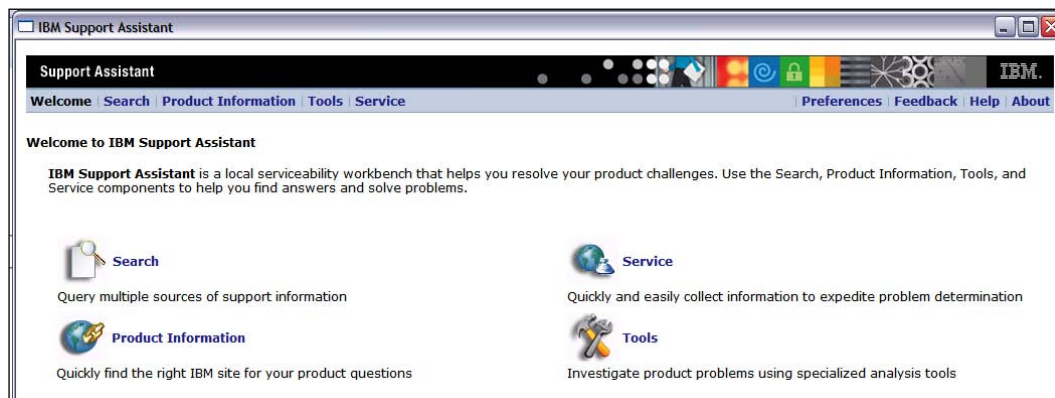 IBM Support Assistant
Support Assistant
IBM.
Welcome | Search | Product Information | Tools | Service | Preferences | Feedback | Help | About
Welcome to IBM Support Assistant
IBM Support Assistant is a local serviceability workbench that helps you resolve your product challenges. Use the Search, Product Information, Tools, and
Service components to help you find answers and solve problems.
Search
Service
Query multiple sources of support information
Quickly and easily collect information to expedite problem determination
Product Information
Tools
Quickly find the right IBM site for your product questions
Investigate product problems using specialized analysis tools